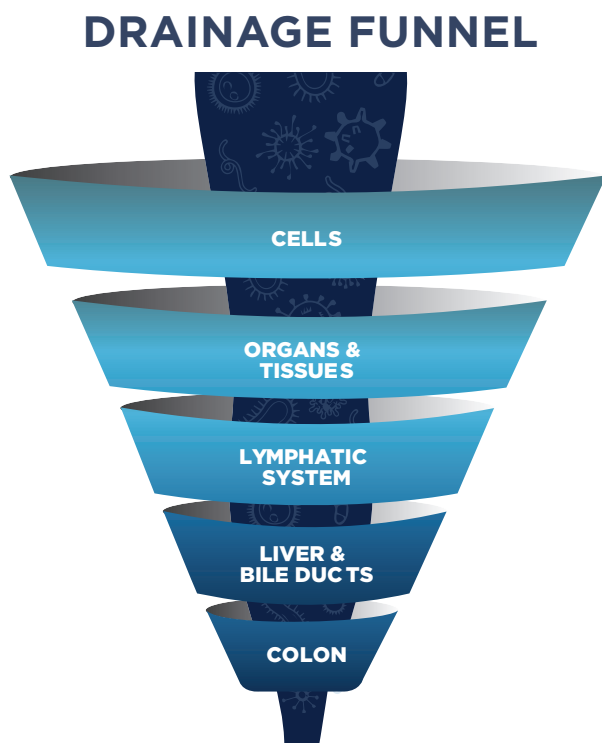 DRAINAGE FUNNEL
CELLS
ORGANS &
TISSUES
LYMPHATIC
SYSTEM
LIVER &
BILE DUCTS
COLON